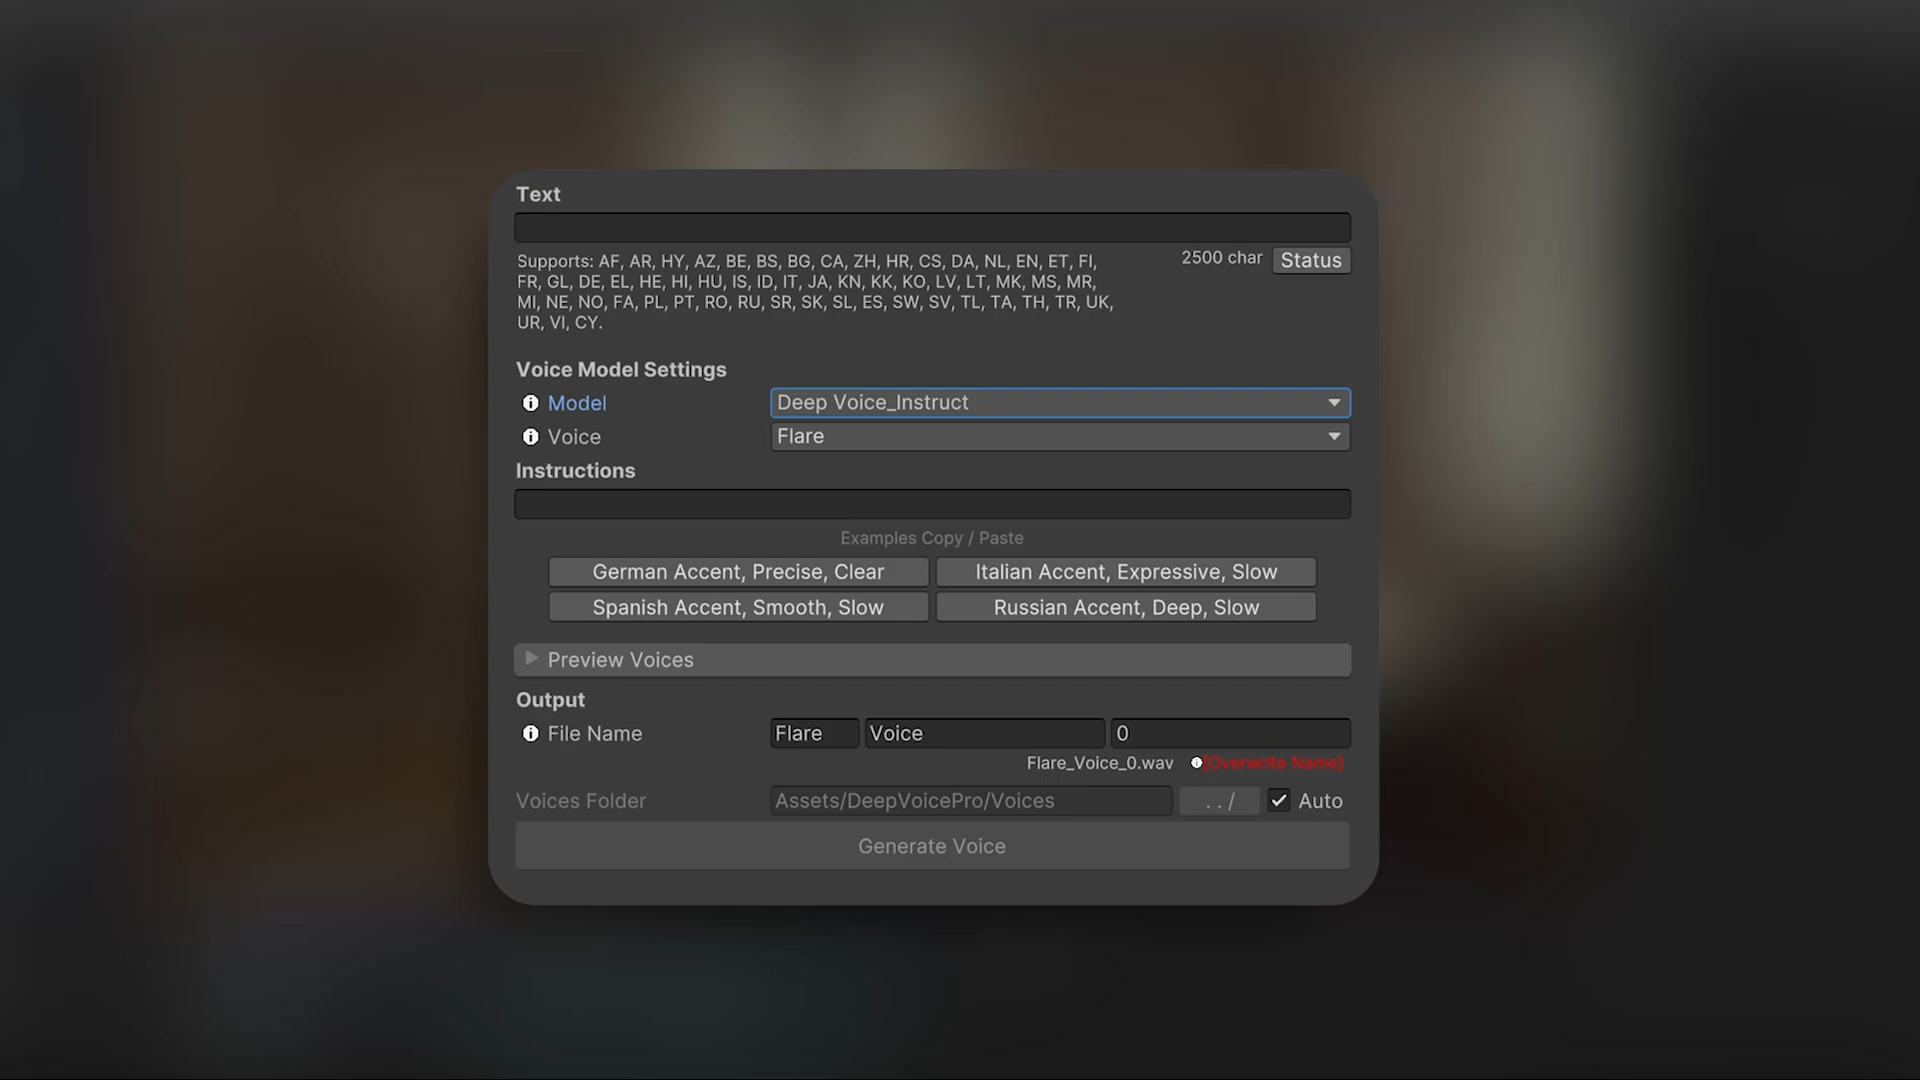 Text
Supports: AF, AR, HY, AZ, BE, BS, BG, CA, ZH, HR, CS, DA, NL, EN, ET, FI,
FR, GL, DE, EL, HE, HI, HU, IS, ID, IT, JA, KN, KK, KO, LV, LT, MK, MS, MR,
MI, NE, NO, FA, PL, PT, RO, RU, SR, SK, SL, ES, SW, SV, TL, TA, TH, TR, UK,
UR, VI, CY.
2500 char Status
Voice Model Settings
Model Deep Voice_Instruct
Voice Flare
Instructions
Examples Copy / Paste
German Accent, Precise, Clear Italian Accent, Expressive, Slow
Spanish Accent, Smooth, Slow Russian Accent, Deep, Slow
Preview Voices
Output
File Name Flare Voice 0
Flare_Voice_0.wav [Overwrite Name]
Voices Folder Assets/DeepVoicePro/Voices . . / Auto
Generate Voice